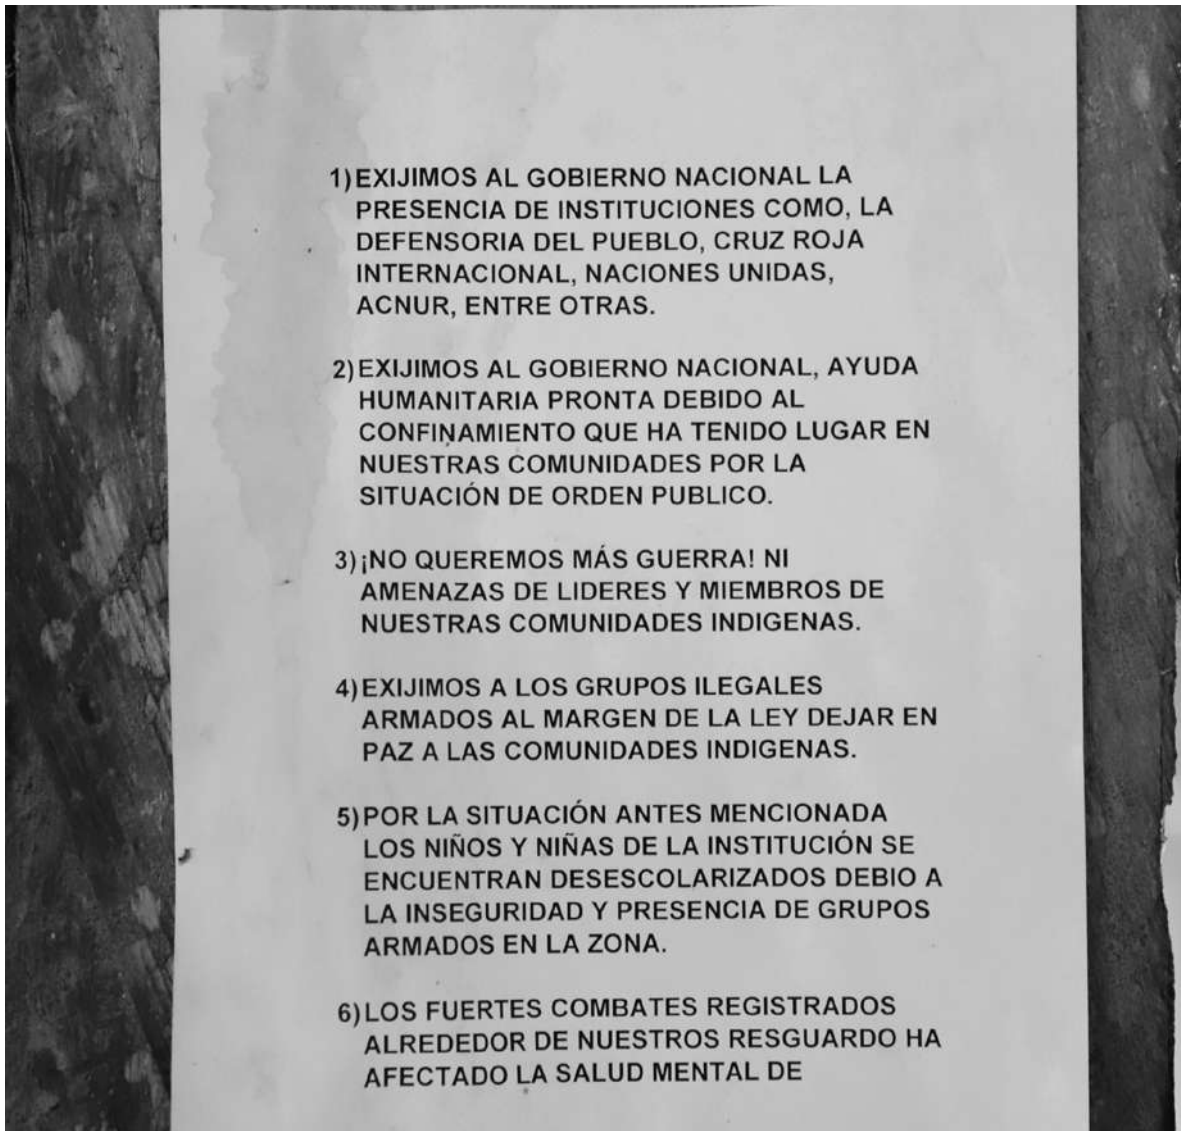 1) EXIJIMOS AL GOBIERNO NACIONAL LA
PRESENCIA DE INSTITUCIONES COMO, LA
DEFENSORIA DEL PUEBLO, CRUZ ROJA
INTERNACIONAL, NACIONES UNIDAS,
ACNUR, ENTRE OTRAS.
2) EXIJIMOS AL GOBIERNO NACIONAL, AYUDA
HUMANITARIA PRONTA DEBIDO AL
CONFINAMIENTO QUE HA TENIDO LUGAR EN
NUESTRAS COMUNIDADES POR LA
SITUACIÓN DE ORDEN PUBLICO.
3) ¡NO QUEREMOS MÁS GUERRA! NI
AMENAZAS DE LIDERES Y MIEMBROS DE
NUESTRAS COMUNIDADES INDIGENAS.
4) EXIJIMOS A LOS GRUPOS ILEGALES
ARMADOS AL MARGEN DE LA LEY DEJAR EN
PAZ A LAS COMUNIDADES INDIGENAS.
5) POR LA SITUACIÓN ANTES MENCIONADA
LOS NIÑOS Y NIÑAS DE LA INSTITUCIÓN SE
ENCUENTRAN DESESCOLARIZADOS DEBIO A
LA INSEGURIDAD Y PRESENCIA DE GRUPOS
ARMADOS EN LA ZONA.
6) LOS FUERTES COMBATES REGISTRADOS
ALREDEDOR DE NUESTROS RESGUARDO HA
AFECTADO LA SALUD MENTAL DE